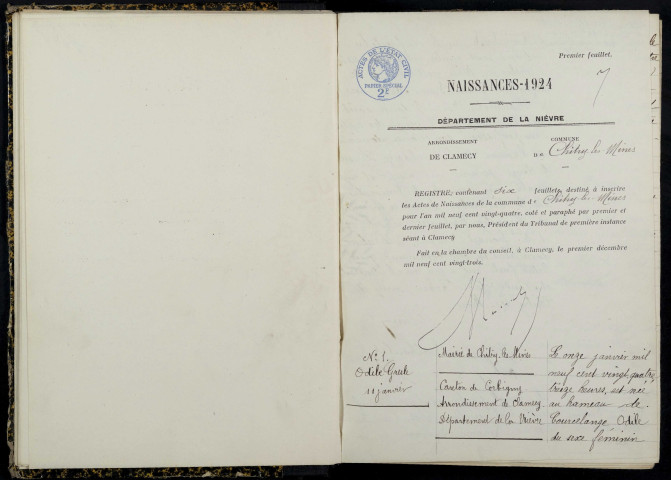 Premier feuillet.
ACTES DE L'ETAT CIVIL
PAPIER SPECIAL
2F
7
NAISSANCES-1924
DÉPARTEMENT DE LA NIÈVRE
ARRONDISSEMENT
DE CLAMECY
COMMUNE
D e Chitry les Mines
REGISTRE contenant six feuillets, destiné à inscrire
les Actes de Naissances de la commune de Chitry les Mines
pour l'an mil neuf cent vingt-quatre, coté et paraphé par premier et
dernier feuillet, par nous, Président du Tribunal de première instance
séant à Clamecy
Fait en la chambre du conseil, à Clamecy, le premier décembre
mil neuf cent vingt-trois.
N° 1.
Odile
11 janvier
Mairie de Chitry les Mines
Canton de Corbigny
Arrondissement de Clamecy
Département de la Nièvre
Le onze janvier mil
neuf cent vingt quatre,
treize heures, est née
au hameau de
Courcelange, Odile
du sexe féminin